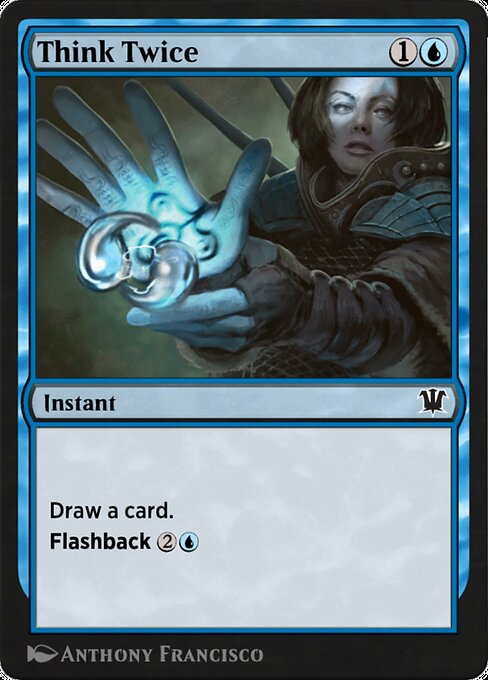 Think Twice 1
Instant
Draw a card.
Flashback 2
Anthony Francisco